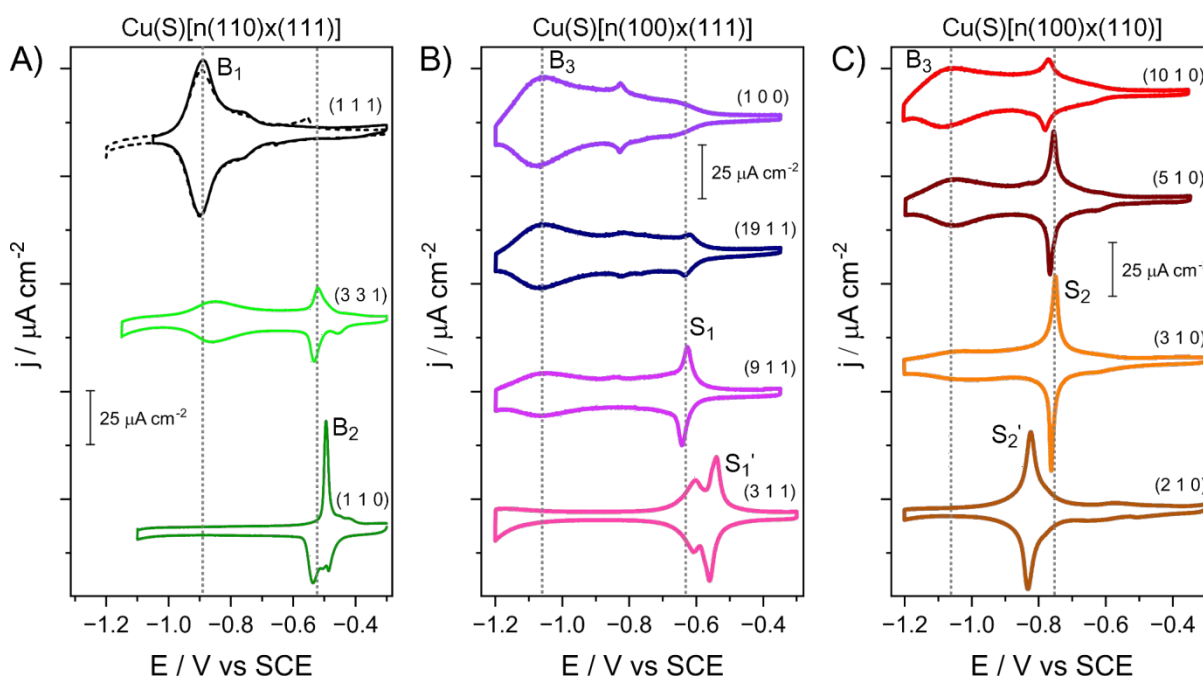 Cu(S)[n(110)x(111)]
Cu(S)[n(100)x(111)]
Cu(S)[n(100)x(110)]
A)
B₁
(1 1 1)
(3 3 1)
25 μA cm⁻²
B₂
(1 1 0)
j / μA cm⁻²
−1.2 −1.0 −0.8 −0.6 −0.4
E / V vs SCE
B)
B₃
(1 0 0)
25 μA cm⁻²
(19 1 1)
S₁
(9 1 1)
S₁'
(3 1 1)
j / μA cm⁻²
−1.2 −1.0 −0.8 −0.6 −0.4
E / V vs SCE
C)
B₃
(10 1 0)
(5 1 0)
25 μA cm⁻²
S₂
(3 1 0)
S₂'
(2 1 0)
j / μA cm⁻²
−1.2 −1.0 −0.8 −0.6 −0.4
E / V vs SCE